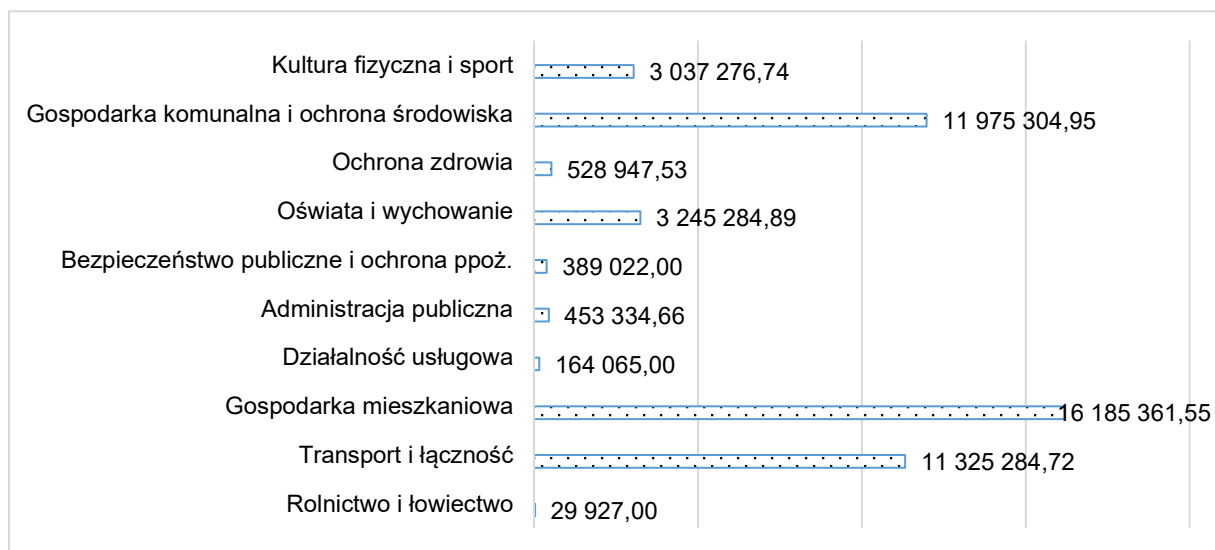 Kultura fizyczna i sport 3 037 276,74
Gospodarka komunalna i ochrona środowiska 11 975 304,95
Ochrona zdrowia 528 947,53
Oświata i wychowanie 3 245 284,89
Bezpieczeństwo publiczne i ochrona ppoż. 389 022,00
Administracja publiczna 453 334,66
Działalność usługowa 164 065,00
Gospodarka mieszkaniowa 16 185 361,55
Transport i łączność 11 325 284,72
Rolnictwo i łowiectwo 29 927,00